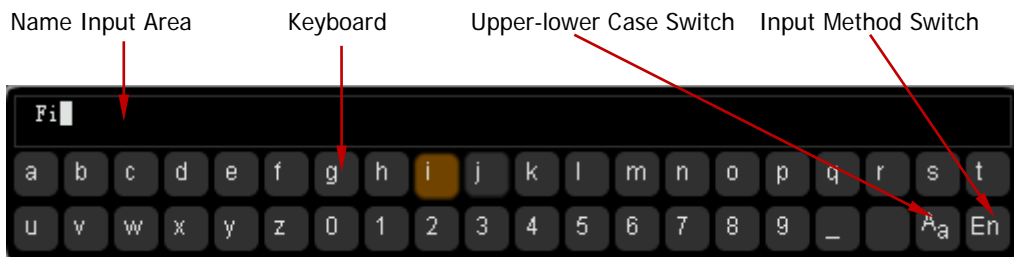 Name Input Area Keyboard Upper-lower Case Switch Input Method Switch
Fi
a b c d e f g h i j k l m n o p q r s t
u v w x y z 0 1 2 3 4 5 6 7 8 9 _ Aa En